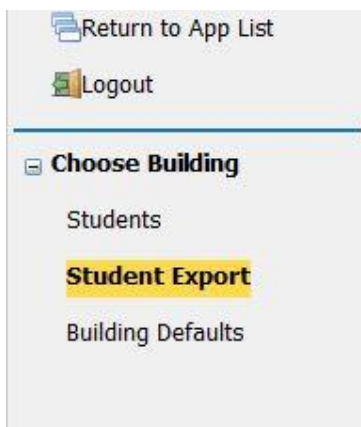 Return to App List
Logout
Choose Building
Students
Student Export
Building Defaults